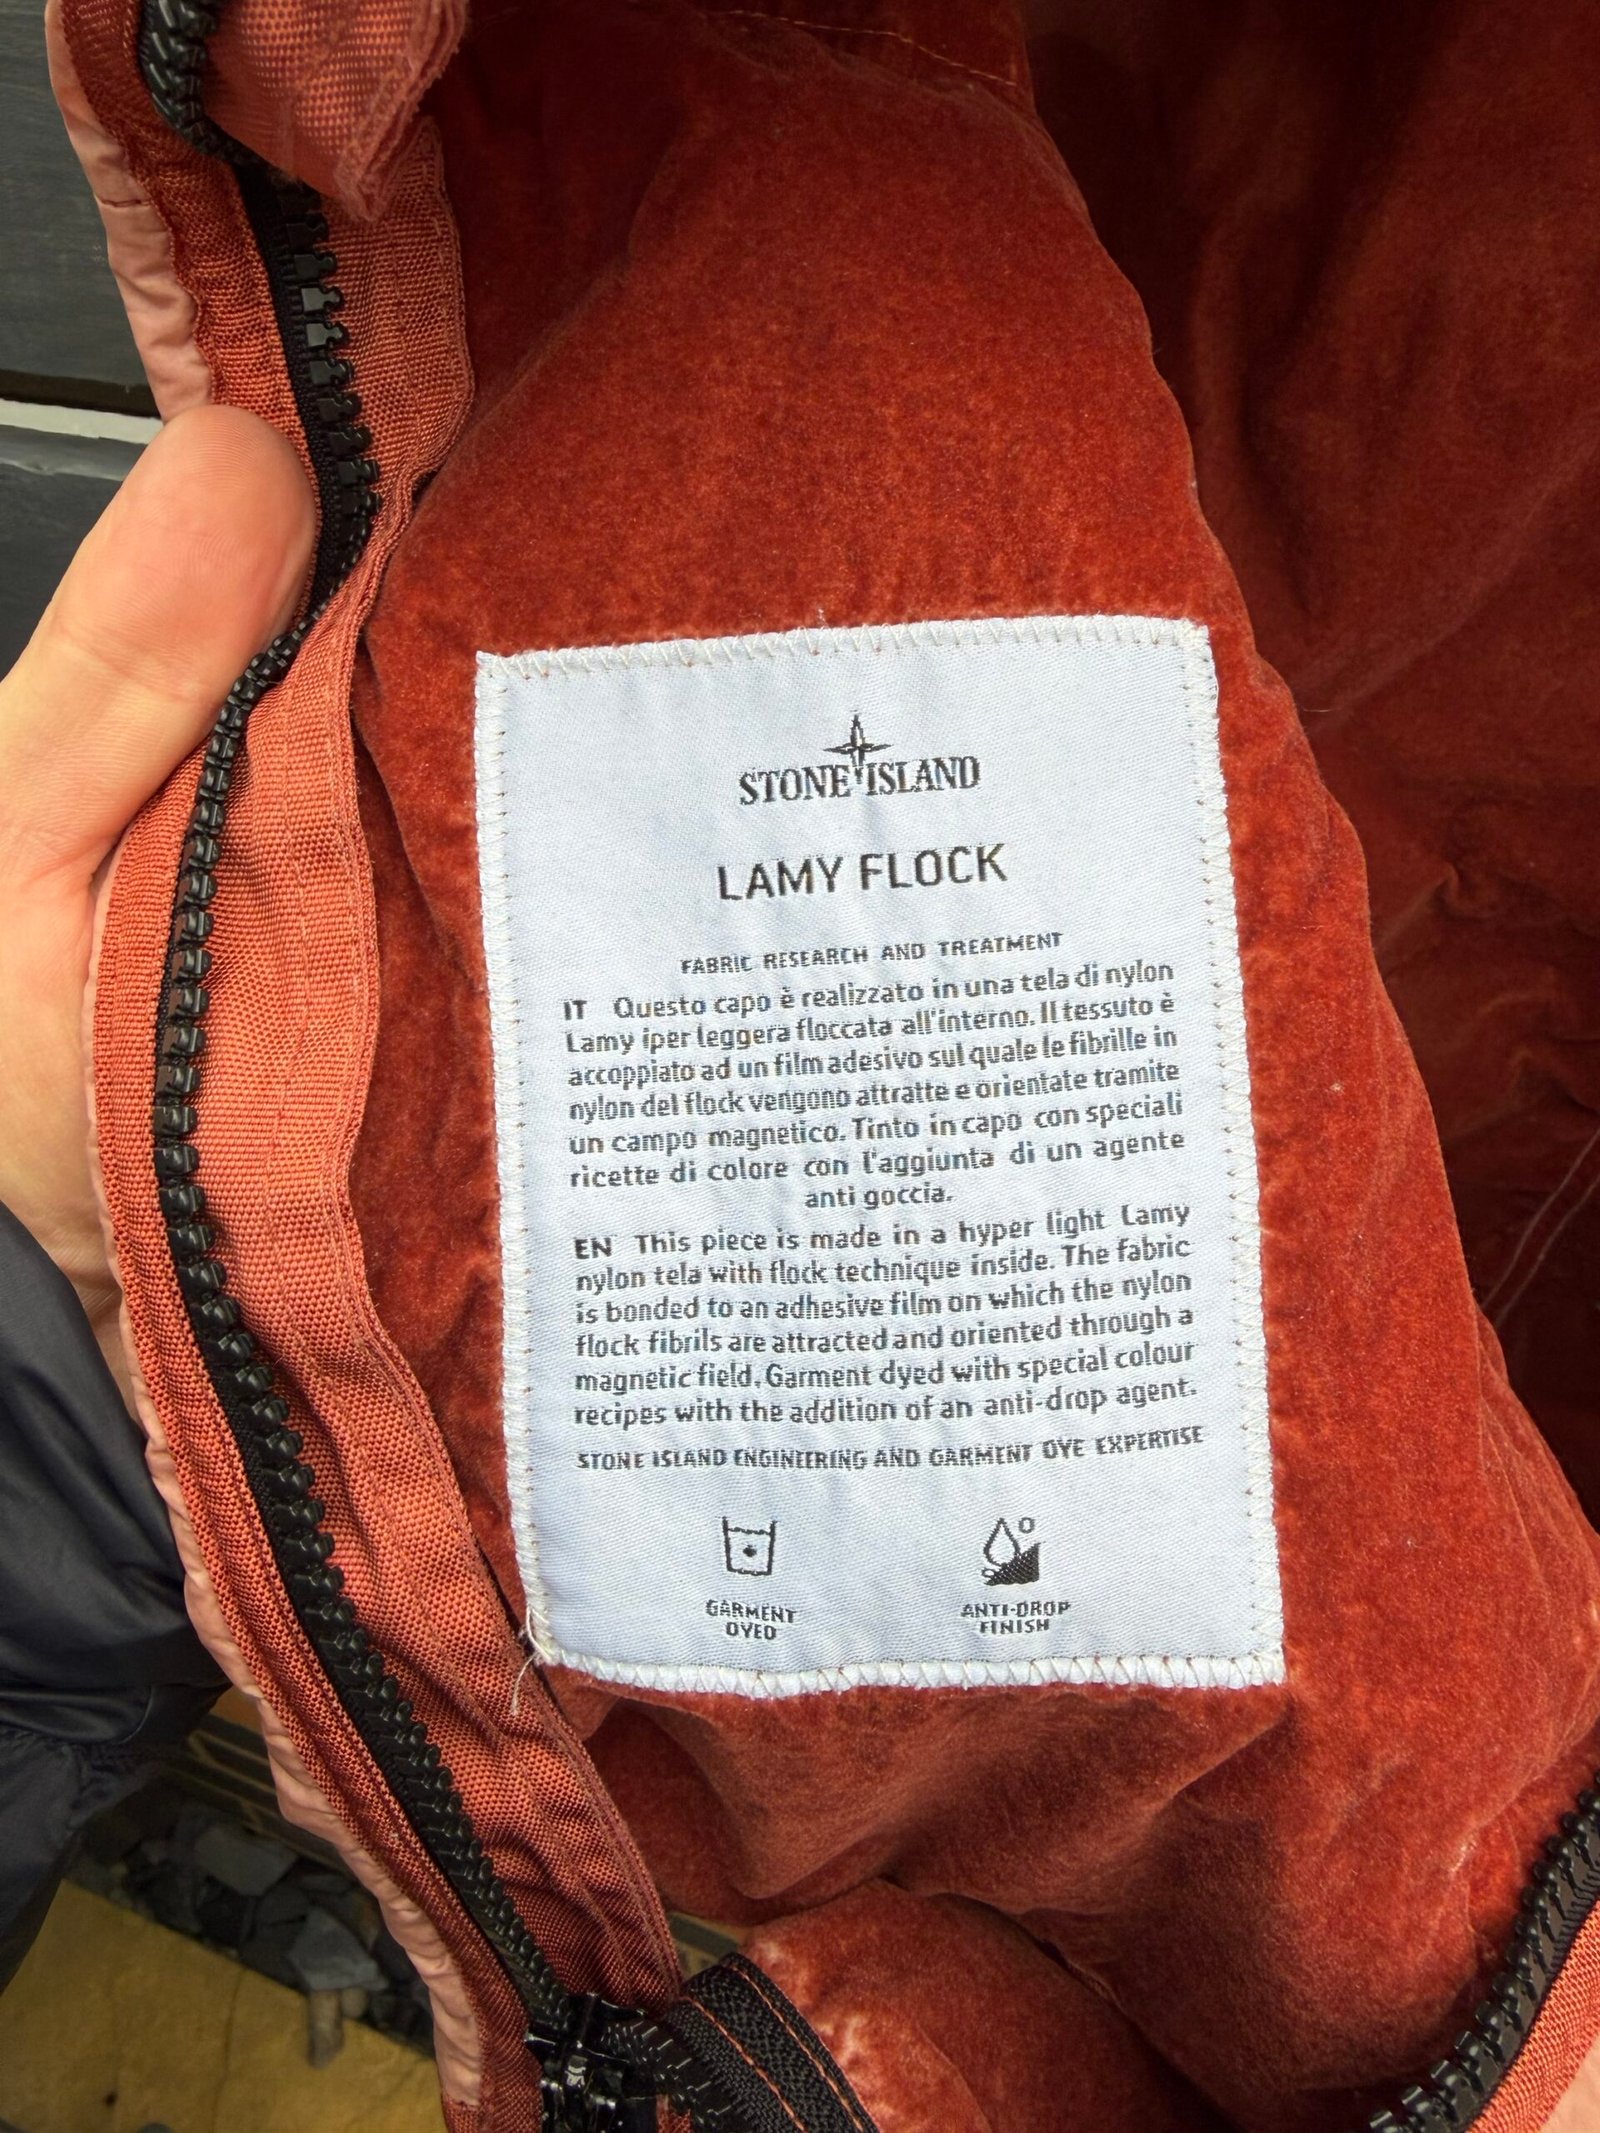 STONE ISLAND
LAMY FLOCK
FABRIC RESEARCH AND TREATMENT
IT Questo capo è realizzato in una tela di nylon
Lamy iper leggera floccata all'interno. Il tessuto è
accoppiato ad un film adesivo sul quale le fibrille in
nylon del flock vengono attratte e orientate tramite
un campo magnetico. Tinto in capo con speciali
ricette di colore con l'aggiunta di un agente
anti goccia.
EN This piece is made in a hyper light Lamy
nylon tela with flock technique inside. The fabric
is bonded to an adhesive film on which the nylon
flock fibrils are attracted and oriented through a
magnetic field. Garment dyed with special colour
recipes with the addition of an anti-drop agent.
STONE ISLAND ENGINEERING AND GARMENT DYE EXPERTISE
GARMENT
DYED
ANTI-DROP
FINISH